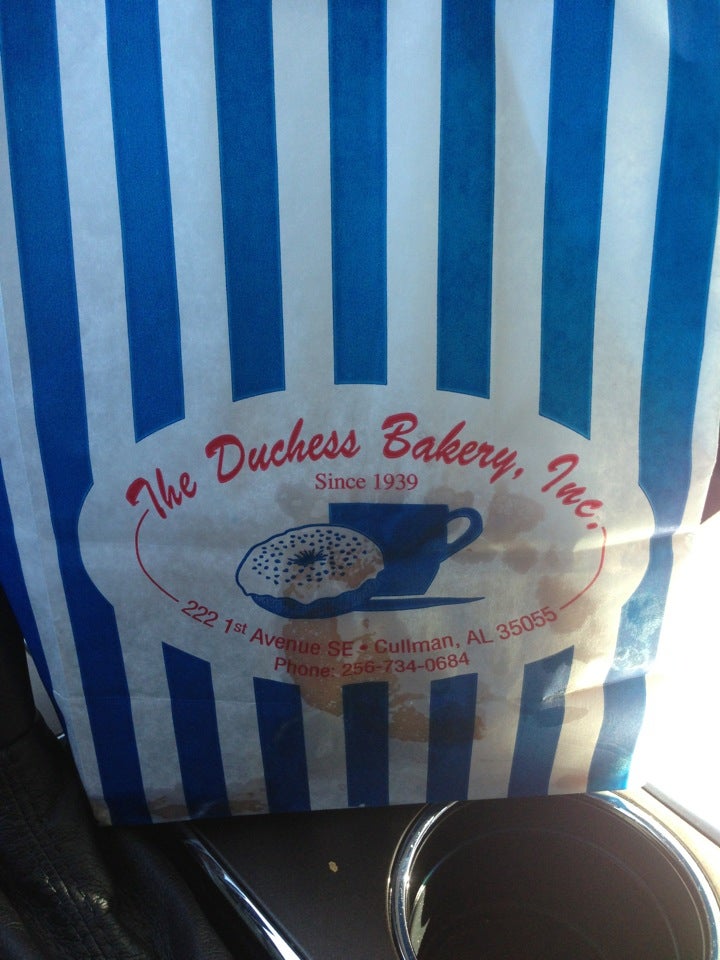 The Duchess Bakery, Inc.
Since 1939
222 1st Avenue SE • Cullman, AL 35055
Phone: 256-734-0684